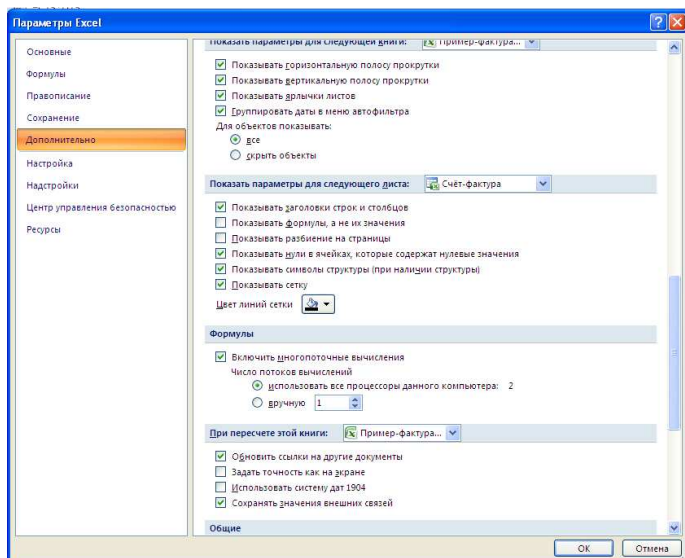 Параметры Excel
Основные
Формулы
Правописание
Сохранение
Дополнительно
Настройка
Надстройки
Центр управления безопасностью
Ресурсы
Показать параметры для следующей книги: Пример-фактура...
Показывать горизонтальную полосу прокрутки
Показывать вертикальную полосу прокрутки
Показывать ярлычки листов
Группировать даты в меню автофильтра
Для объектов показывать:
все
скрыть объекты
Показать параметры для следующего листа: Счёт-фактура
Показывать заголовки строк и столбцов
Показывать формулы, а не их значения
Показывать разбиение на страницы
Показывать нули в ячейках, которые содержат нулевые значения
Показывать символы структуры (при наличии структуры)
Показывать сетку
Цвет линий сетки
Формулы
Включить многопоточные вычисления
Число потоков вычислений
использовать все процессоры данного компьютера: 2
вручную 1
При пересчете этой книги: Пример-фактура...
Обновить ссылки на другие документы
Задать точность как на экране
Использовать систему дат 1904
Сохранять значения внешних связей
Общие
ОК Отмена